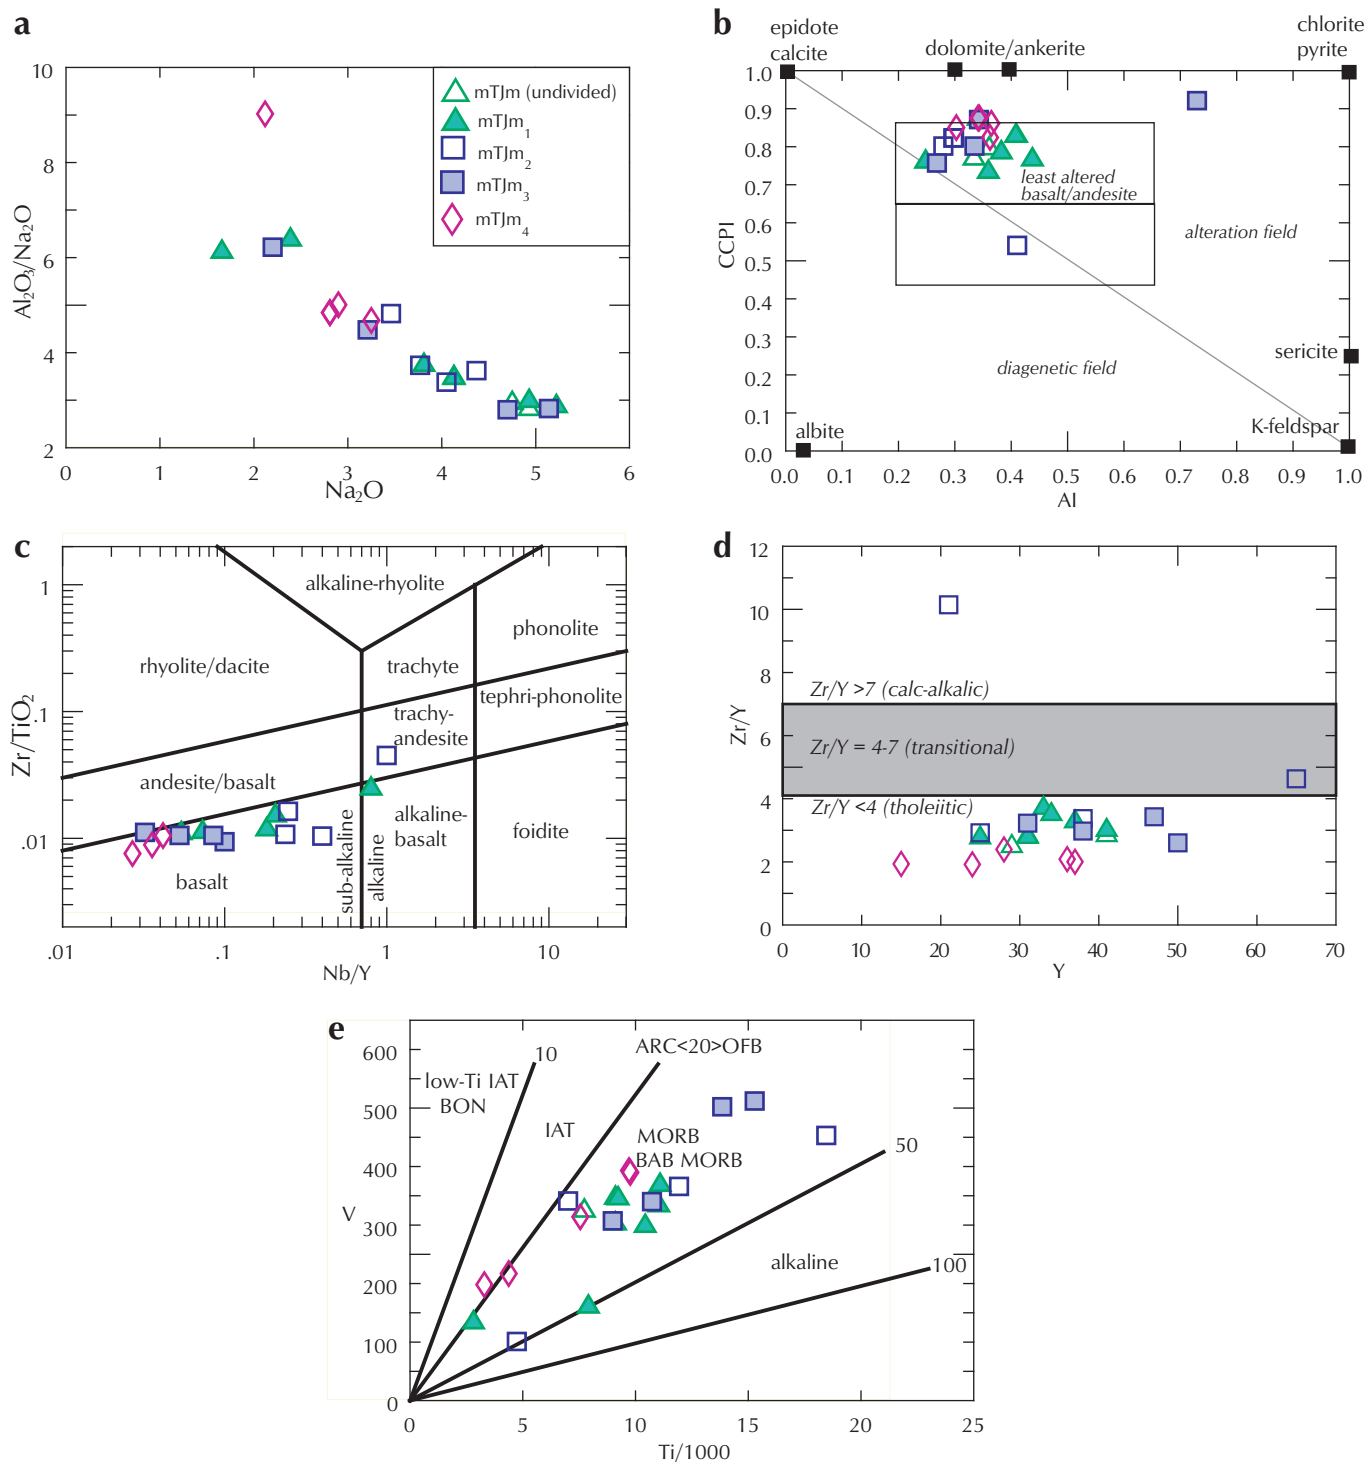 a
10
8
6
4
2
Al₂O₃/Na₂O
0 1 2 3 4 5 6
Na₂O
mTJm (undivided)
mTJm₁
mTJm₂
mTJm₃
mTJm₄
b
epidote
calcite
dolomite/ankerite
chlorite
pyrite
1.0
0.9
0.8
0.7
0.6
0.5
0.4
0.3
0.2
0.1
0.0
CCPI
least altered
basalt/andesite
alteration field
diagenetic field
sericite
K-feldspar
albite
0.0 0.1 0.2 0.3 0.4 0.5 0.6 0.7 0.8 0.9 1.0
AI
c
1
.1
.01
Zr/TiO₂
alkaline-rhyolite
phonolite
rhyolite/dacite
trachyte
tephri-phonolite
trachy-
andesite
andesite/basalt
alkaline-
basalt
foidite
basalt
sub-alkaline
alkaline
.01 .1 1 10
Nb/Y
d
12
10
8
6
4
2
0
Zr/Y
Zr/Y >7 (calc-alkalic)
Zr/Y = 4-7 (transitional)
Zr/Y <4 (tholeiitic)
0 10 20 30 40 50 60 70
Y
e
600
500
400
300
200
100
0
V
10
ARC<20>OFB
low-Ti IAT
BON
IAT
MORB
BAB MORB
50
alkaline
100
0 5 10 15 20 25
Ti/1000